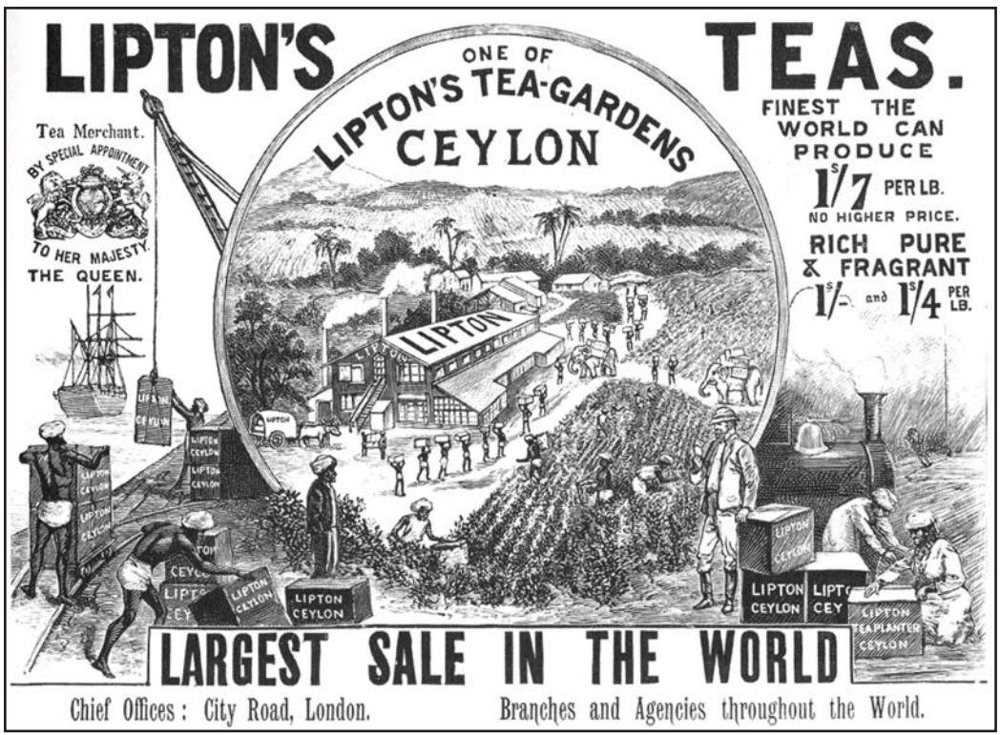 LIPTON'S TEAS.
ONE OF
LIPTON'S TEA-GARDENS
CEYLON
Tea Merchant.
BY SPECIAL APPOINTMENT
TO HER MAJESTY.
THE QUEEN.
FINEST THE
WORLD CAN
PRODUCE
1S/7 PER LB.
NO HIGHER PRICE.
RICH PURE
& FRAGRANT
1S/- and 1S/4 PER LB.
LIPTON
LIPTON
LIPTON
LIPTON
CEYLON
LIPTON
CEYLON
LIPTON
CEYLON
LIPTON
CEYLON
LIPTON
CEYLON
CEYLON
LIPT
LIPTON
CEYLON
LIPTON
CEYLON
LIPTON
CEYLON
LIPTON
CEYLON
LIPT
CEY
LIPTON
TEA PLANTER
CEYLON
LARGEST SALE IN THE WORLD
Chief Offices: City Road, London.
Branches and Agencies throughout the World.